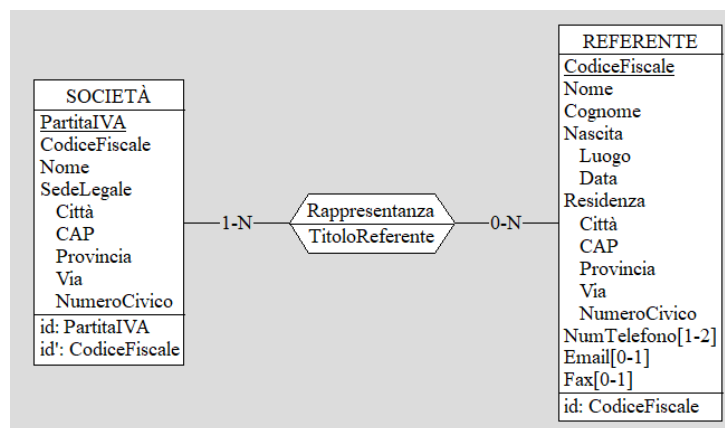 SOCIETÀ
PartitaIVA
CodiceFiscale
Nome
SedeLegale
Città
CAP
Provincia
Via
NumeroCivico
id: PartitaIVA
id': CodiceFiscale
1-N
Rappresentanza
TitoloReferente
0-N
REFERENTE
CodiceFiscale
Nome
Cognome
Nascita
Luogo
Data
Residenza
Città
CAP
Provincia
Via
NumeroCivico
NumTelefono[1-2]
Email[0-1]
Fax[0-1]
id: CodiceFiscale